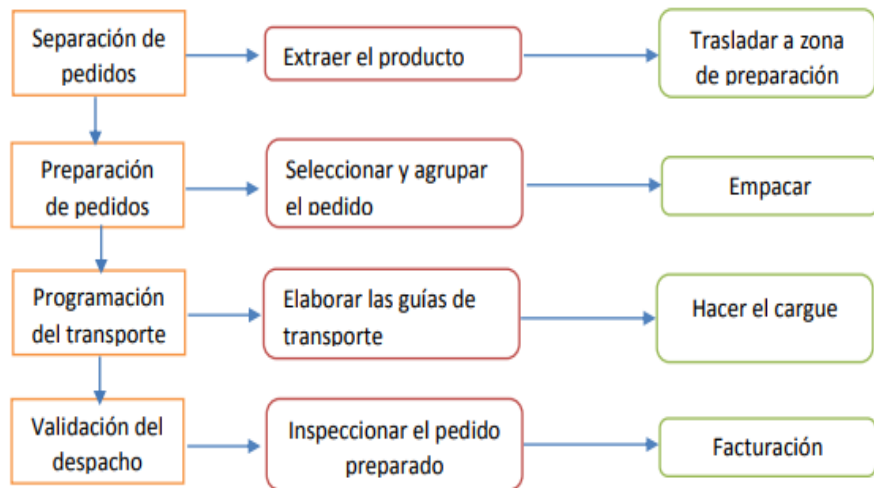 Separación de
pedidos
Extraer el producto
Trasladar a zona
de preparación
Preparación
de pedidos
Seleccionar y agrupar
el pedido
Empacar
Programación
del transporte
Elaborar las guías de
transporte
Hacer el cargue
Validación del
despacho
Inspeccionar el pedido
preparado
Facturación